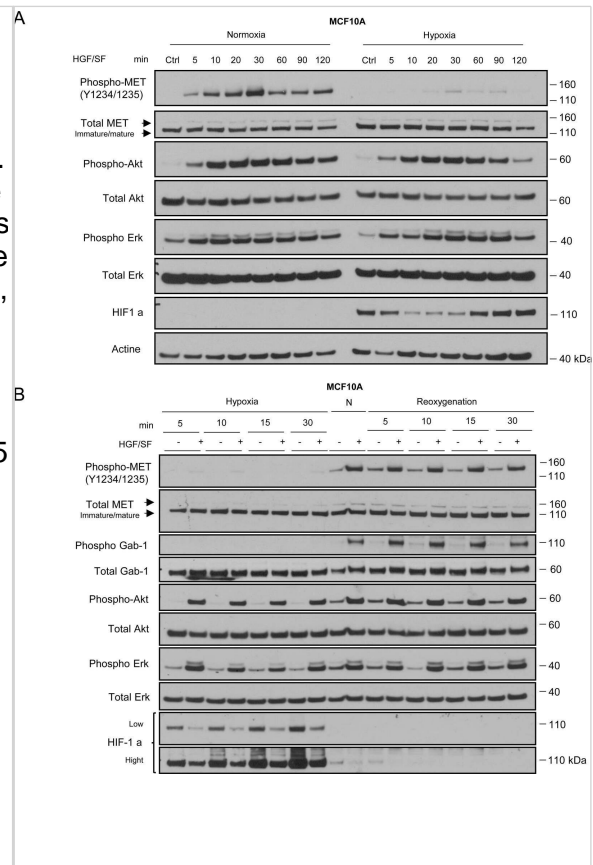 A
MCF10A
Normoxia Hypoxia
HGF/SF min Ctrl 5 10 20 30 60 90 120 Ctrl 5 10 20 30 60 90 120
Phospho-MET
(Y1234/1235)
160
110
Total MET
Immature/mature
160
110
Phospho-Akt 60
Total Akt 60
Phospho Erk 40
Total Erk 40
HIF1 a 110
Actine 40 kDa
s
e
,
5
B
MCF10A
Hypoxia N Reoxygenation
min 5 10 15 30 5 10 15 30
HGF/SF - + - + - + - + - + - + - + - + - +
Phospho-MET
(Y1234/1235)
160
110
Total MET
Immature/mature
160
110
Phospho Gab-1 110
Total Gab-1 60
Phospho-Akt 60
Total Akt 60
Phospho Erk 40
Total Erk 40
Low 110
HIF-1 a
Hight 110 kDa